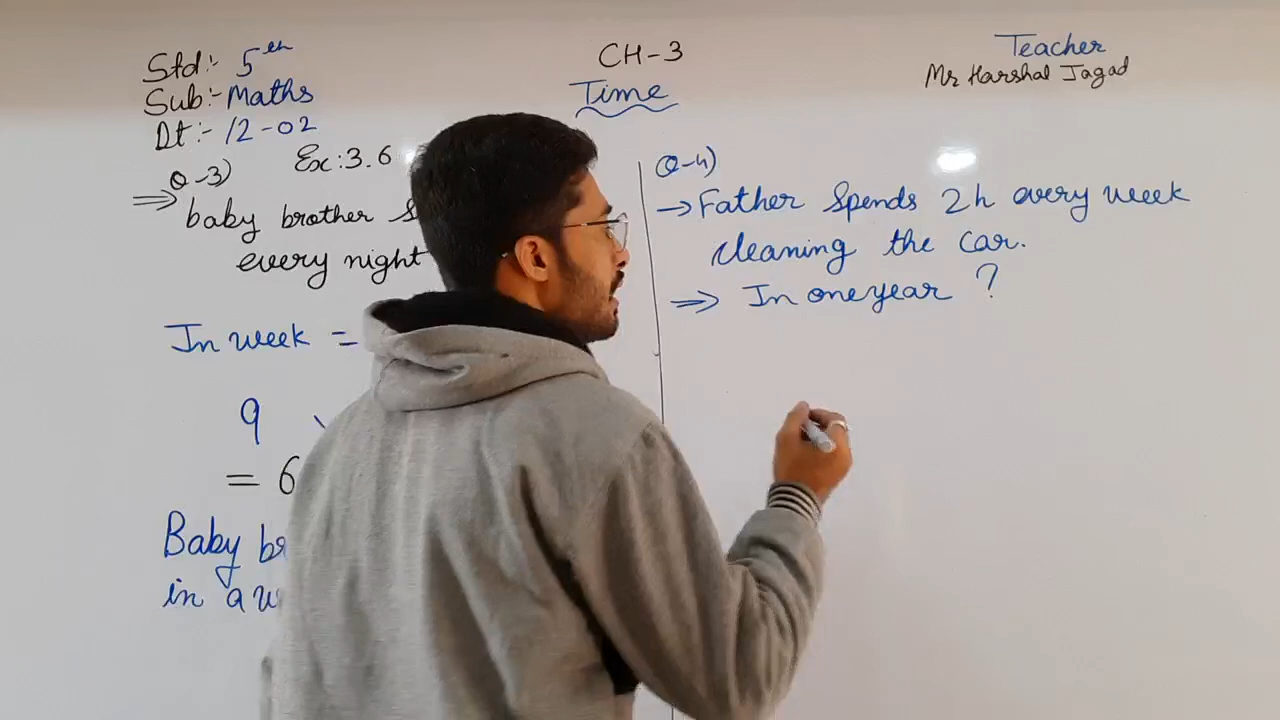 Std:- 5th
Sub:- Maths
Dt:- 12-02
CH-3
Time
Teacher
Mr Harshal Jagad
Ex:3.6
Q-3)
⇒ baby brother
every night
In week =
9
= 6
Baby
in a
Q-4)
→ Father Spends 2h every week
cleaning the car.
⇒ In one year ?